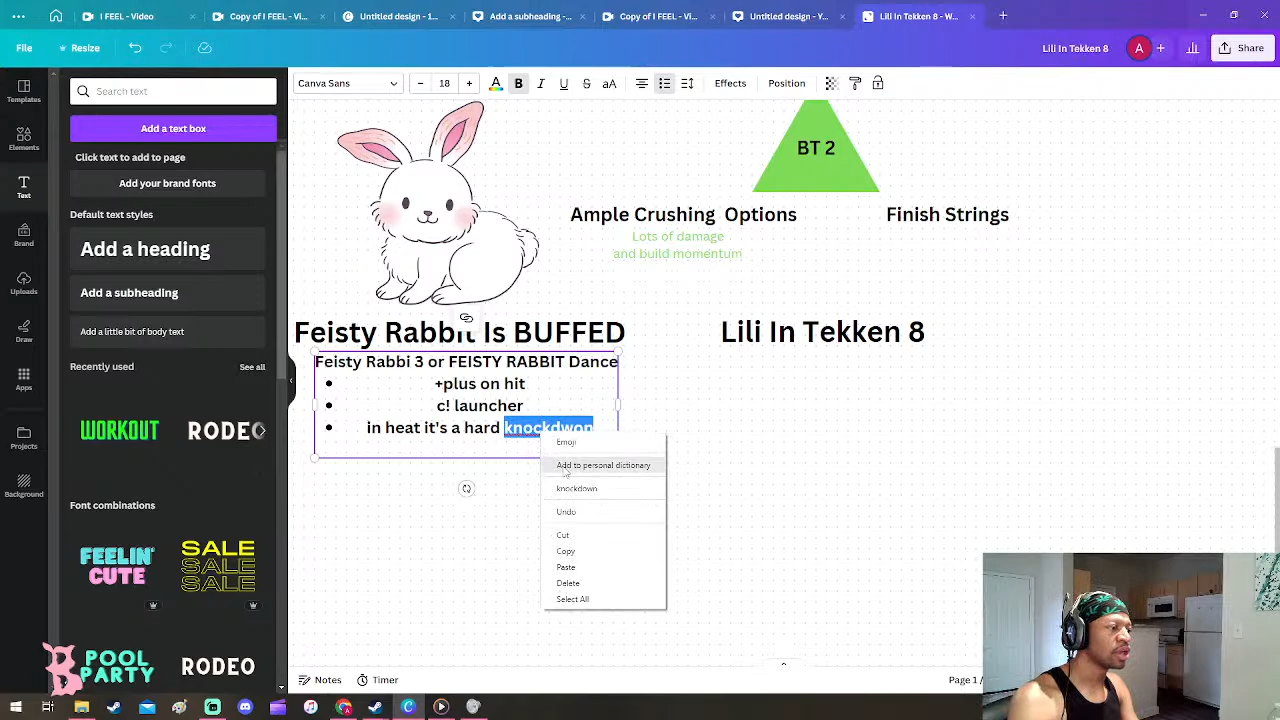 I FEEL - Video
Copy of I FEEL - Video
Untitled design - 1...
Add a subheading -...
Copy of I FEEL - Vi...
Untitled design - Y...
Lili In Tekken 8 - W...
File
Resize
Lili In Tekken 8
A
Share
Templates
Elements
Text
Brand
Uploads
Draw
Apps
Projects
Background
Search text
Add a text box
Click text to add to page
Add your brand fonts
Default text styles
Add a heading
Add a subheading
Add a little bit of body text
Recently used
See all
WORKOUT
RODEO
Font combinations
FEELIN'
CUTE
SALE
SALE
SALE
POOL
PARTY
RODEO
Canva Sans
18
A
B
I
U
S
aA
Effects
Position
BT 2
Ample Crushing Options
Finish Strings
Lots of damage
and build momentum
Feisty Rabbit Is BUFFED
Lili In Tekken 8
Feisty Rabbi 3 or FEISTY RABBIT Dance
+plus on hit
c! launcher
in heat it's a hard knockdwon
Emoji
Add to personal dictionary
knockdown
Undo
Cut
Copy
Paste
Delete
Select All
Notes
Timer
Page 1 /